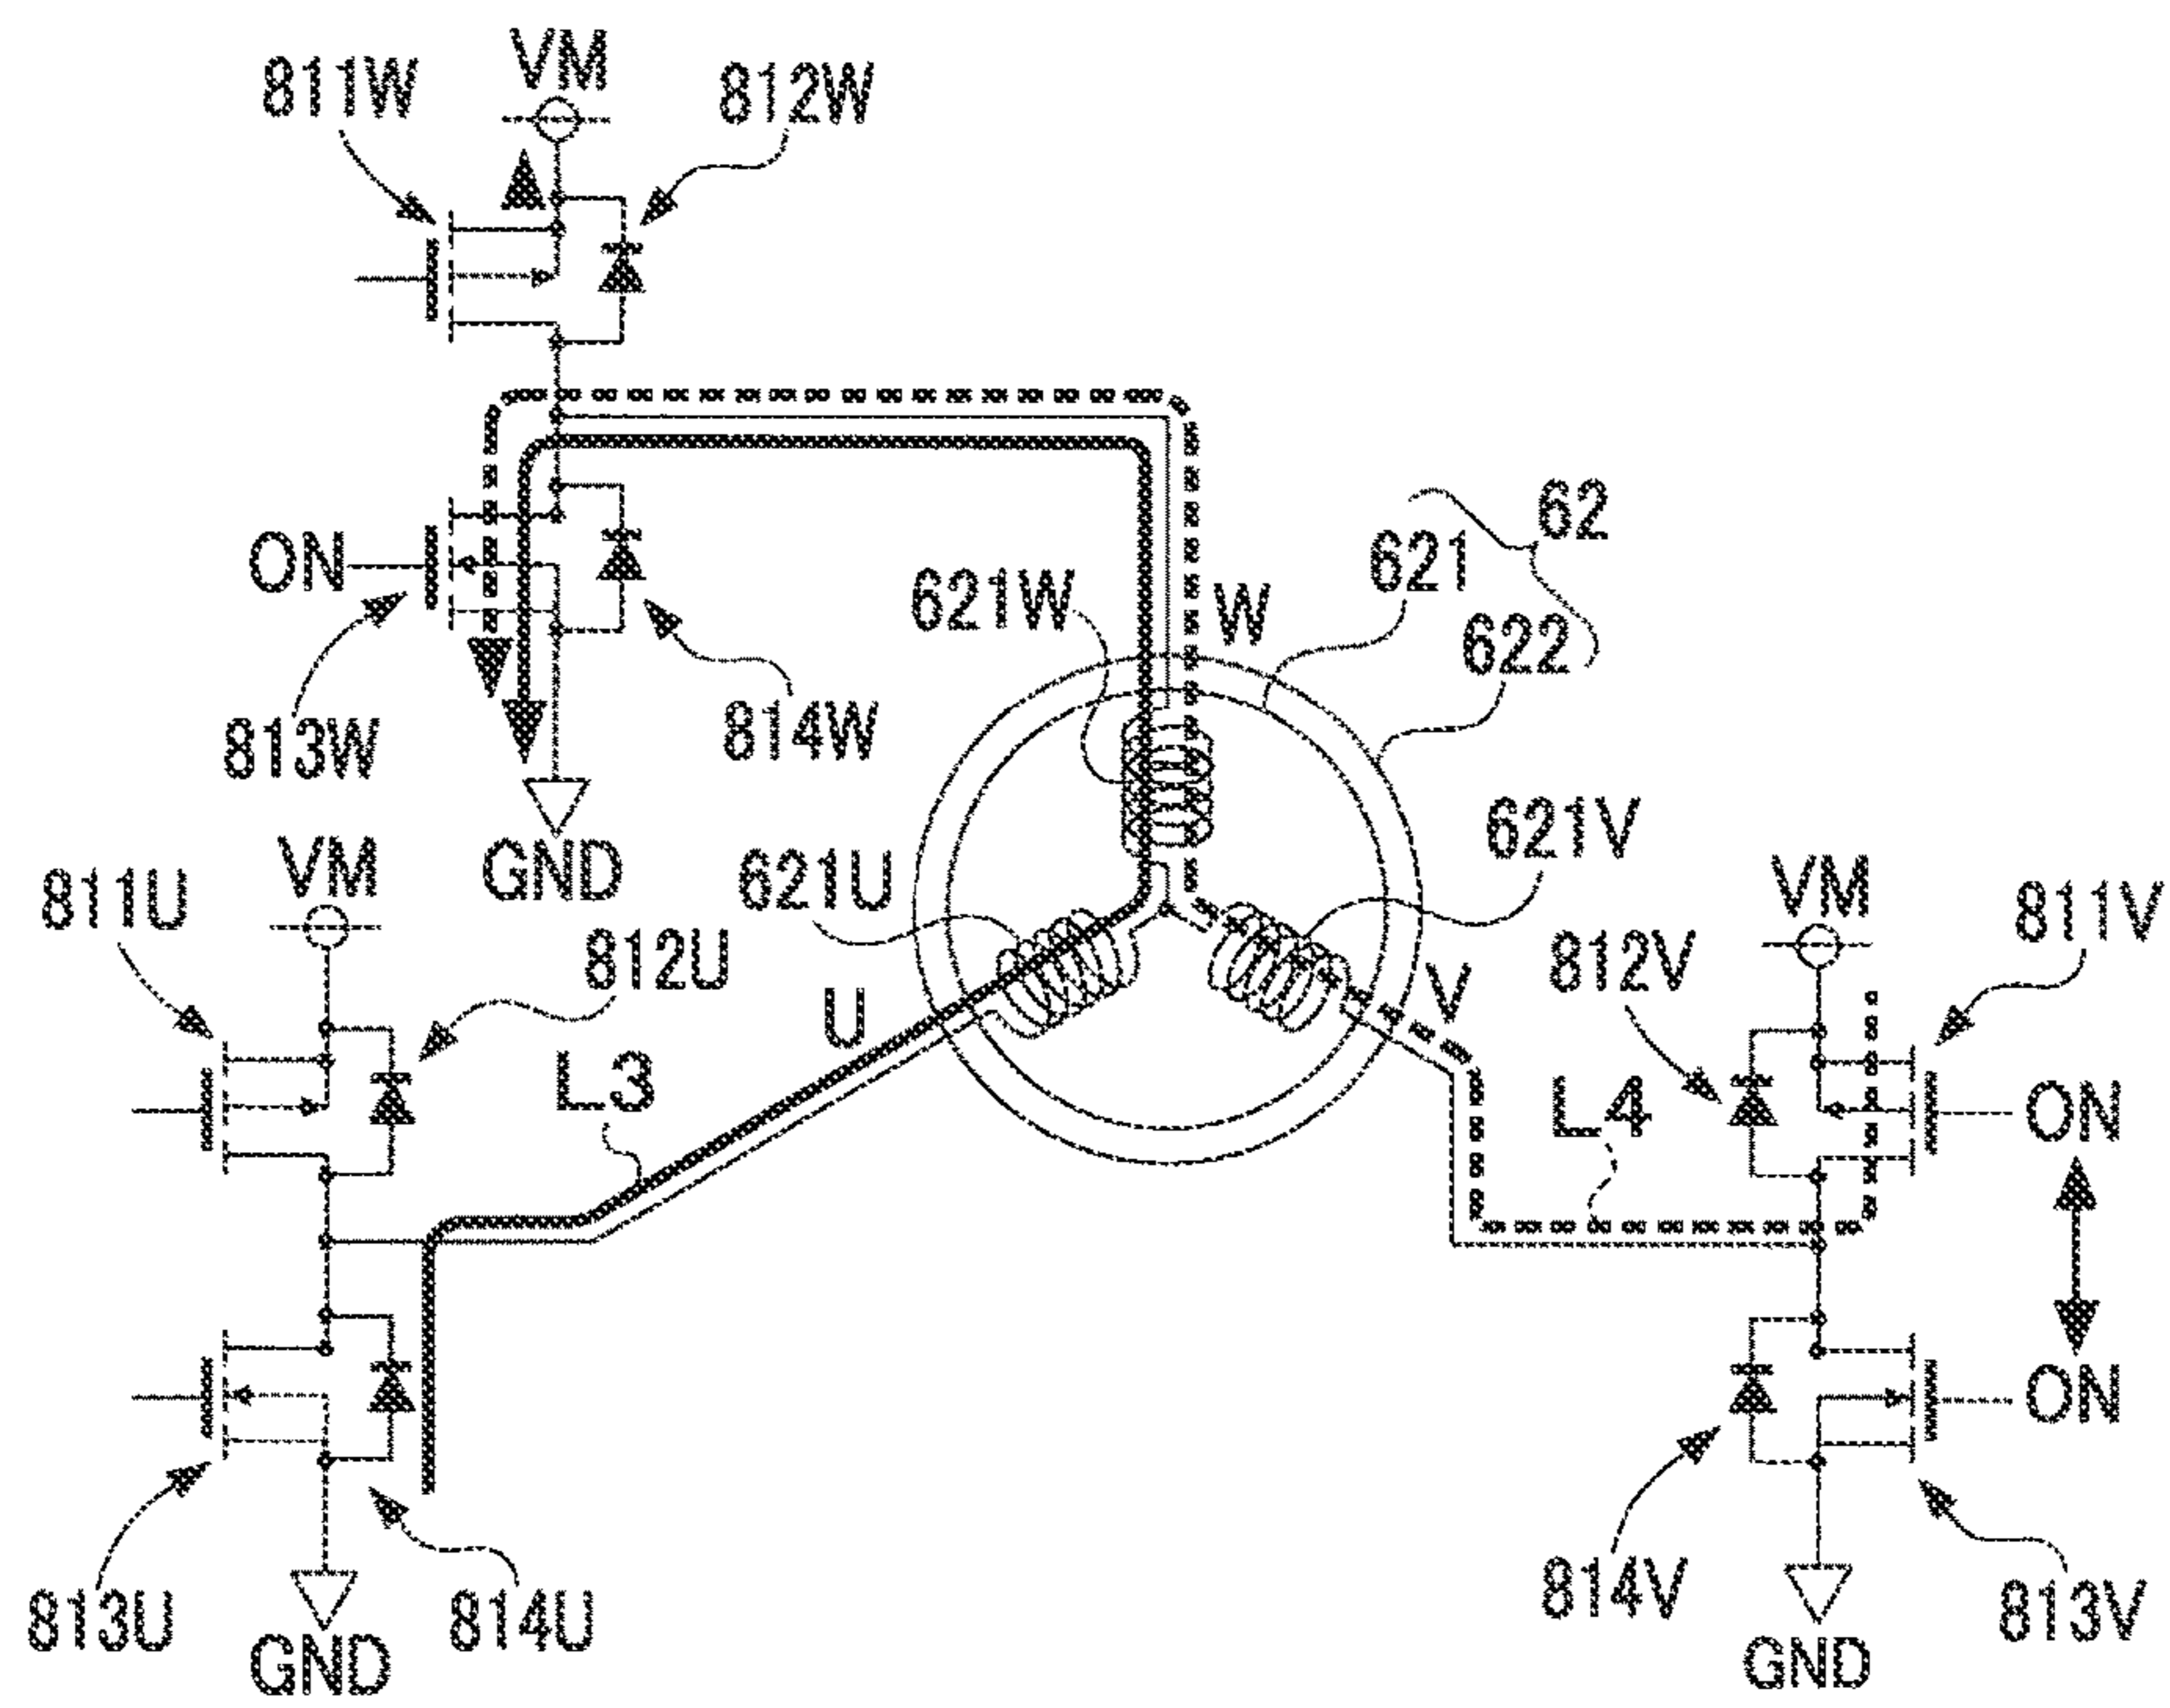 811W
VM
812W
ON
813W
814W
GND
62
621
622
621W
W
621V
621U
U
V
811U
VM
812U
L3
813U
814U
GND
VM
811V
812V
L4
ON
ON
814V
813V
GND